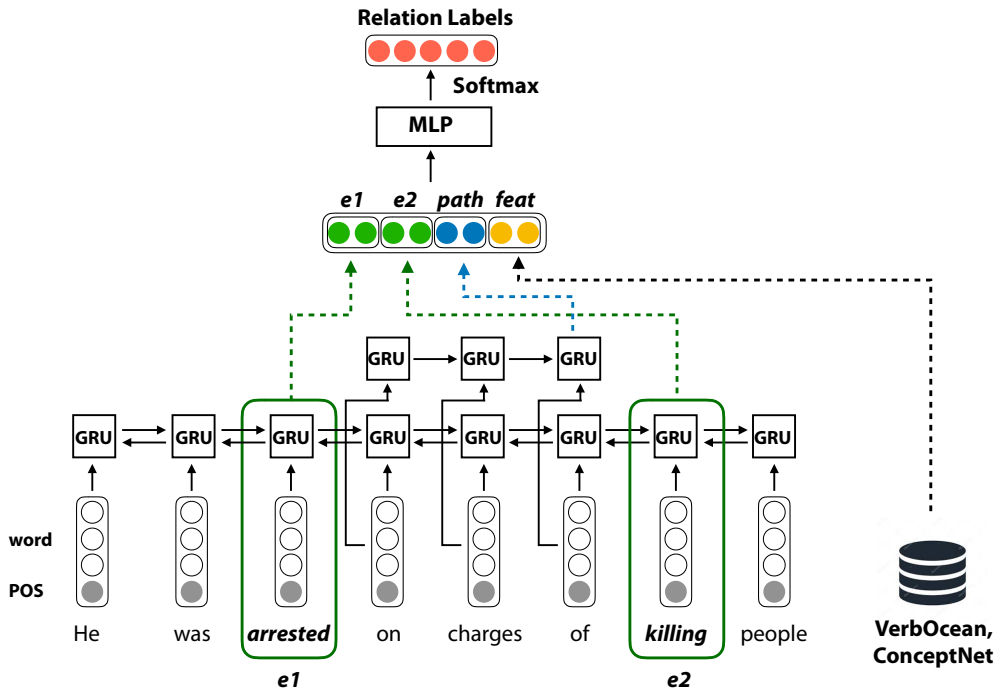 Relation Labels
Softmax
MLP
e1 e2 path feat
GRU GRU GRU
GRU GRU GRU GRU GRU GRU GRU GRU
word
POS
He was arrested on charges of killing people
e1 e2
VerbOcean,
ConceptNet